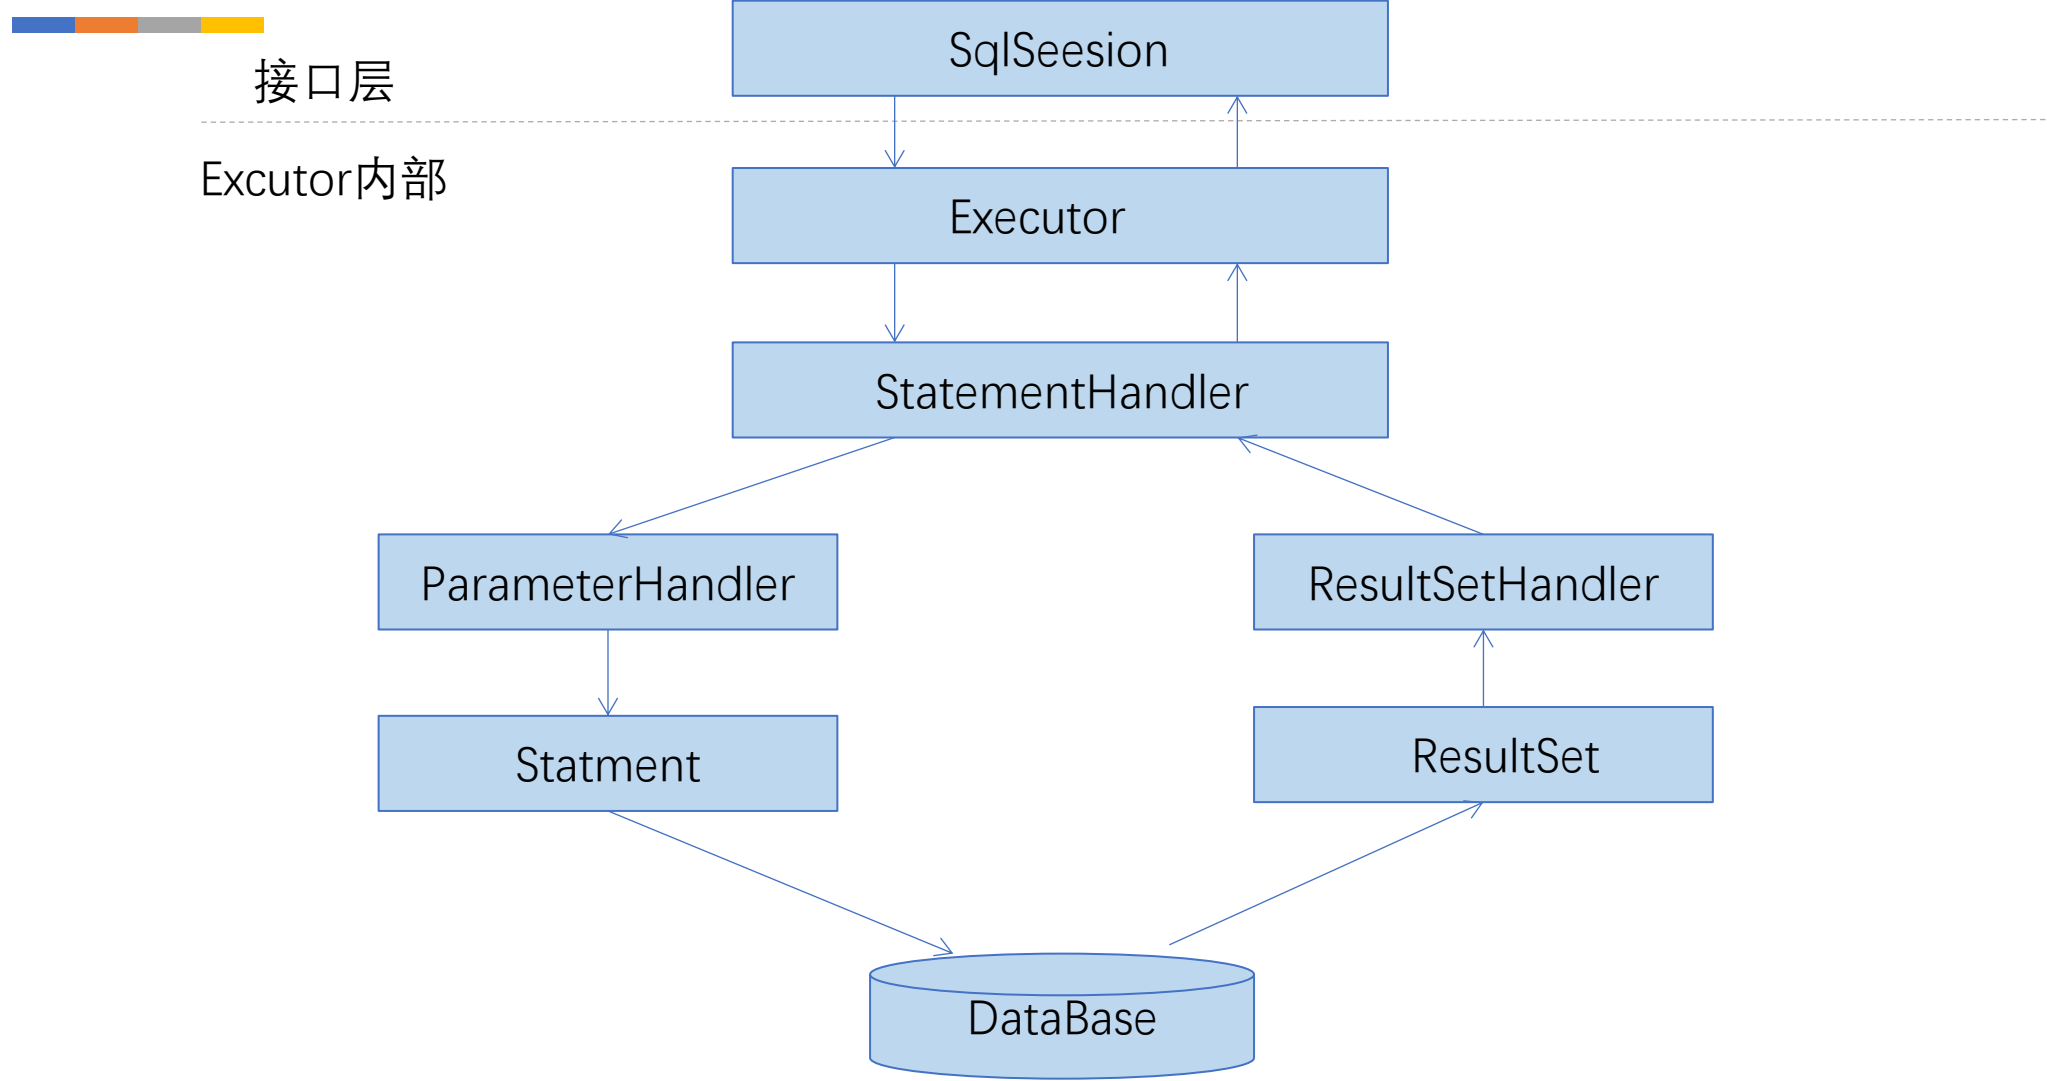 SqlSeesion
接口层
Excutor内部
Executor
StatementHandler
ParameterHandler
ResultSetHandler
Statment
ResultSet
DataBase